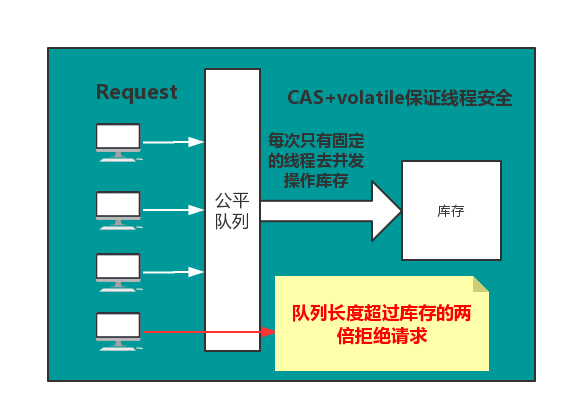 Request
CAS+volatile保证线程安全
每次只有固定
的线程去并发
操作库存
公平
队列
库存
队列长度超过库存的两
倍拒绝请求